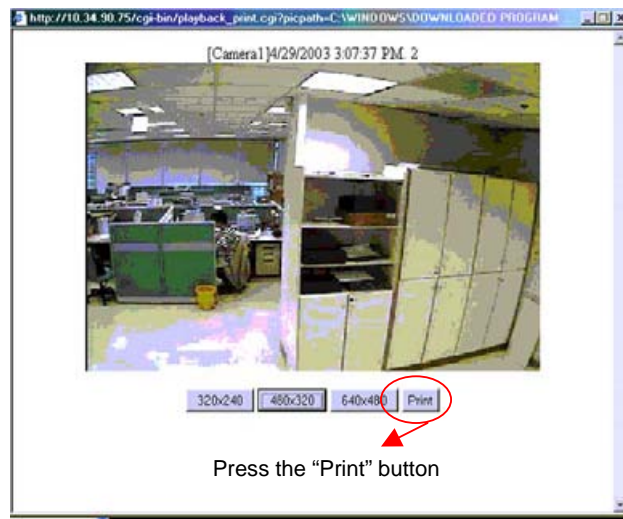 http://10.34.90.75/cgi-bin/playback_print.cgi?picpath=C:\WINDOWS\DOWNLOADED PROGRAM
[Camera1]4/29/2003 3:07:37 PM. 2
320x240 480x320 640x480 Print
Press the “Print” button